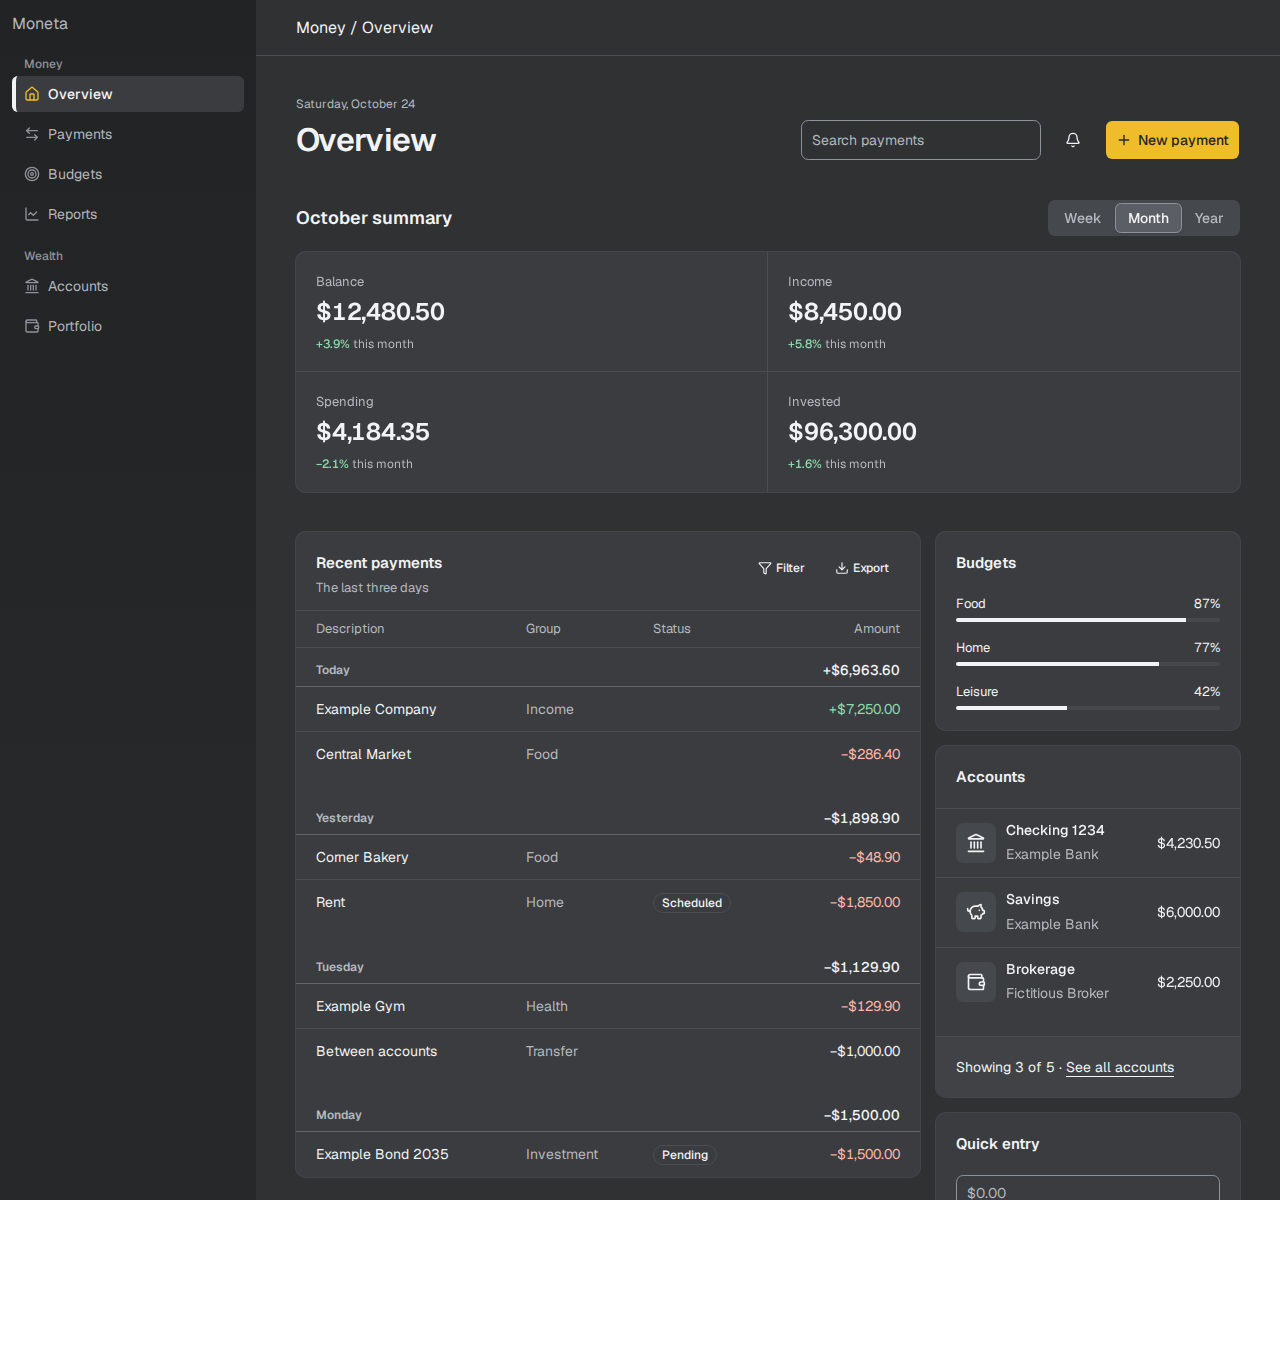 Moneta
Money
Overview
Payments
Budgets
Reports
Wealth
Accounts
Portfolio
Money / Overview
Saturday, October 24
Overview
Search payments
New payment
October summary
Week Month Year
Balance
$12,480.50
+3.9% this month
Income
$8,450.00
+5.8% this month
Spending
$4,184.35
−2.1% this month
Invested
$96,300.00
+1.6% this month
Recent payments
The last three days
Filter Export
Description Group Status Amount
Today +$6,963.60
Example Company Income +$7,250.00
Central Market Food −$286.40
Yesterday −$1,898.90
Corner Bakery Food −$48.90
Rent Home Scheduled −$1,850.00
Tuesday −$1,129.90
Example Gym Health −$129.90
Between accounts Transfer −$1,000.00
Monday −$1,500.00
Example Bond 2035 Investment Pending −$1,500.00
Budgets
Food 87%
Home 77%
Leisure 42%
Accounts
Checking 1234
Example Bank
$4,230.50
Savings
Example Bank
$6,000.00
Brokerage
Fictitious Broker
$2,250.00
Showing 3 of 5 · See all accounts
Quick entry
$0.00